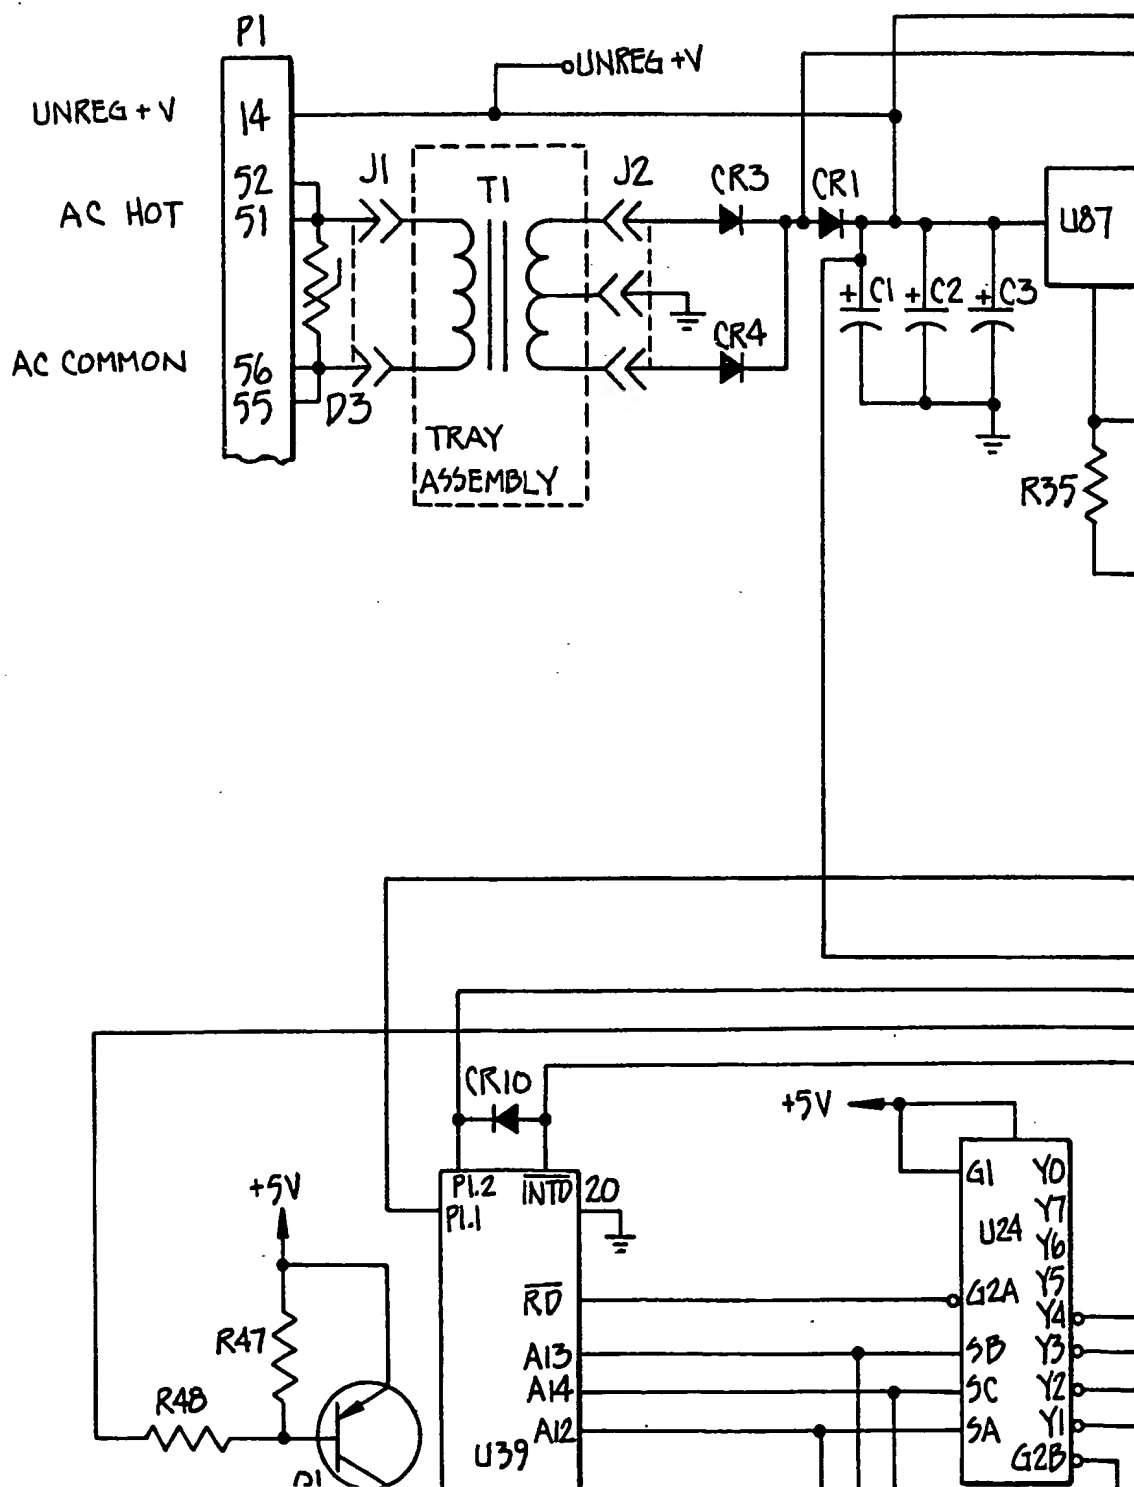 P1
UNREG +V
UNREG + V
14
52
J1
T1
J2
CR3
CR1
AC HOT
51
U87
+ C1
+ C2
+ C3
CR4
AC COMMON
56
55
D3
TRAY
ASSEMBLY
R35
CR10
+5V
+5V
P1.2
INTD
20
P1.1
G1
Y0
Y7
U24
Y6
Y5
RD
G2A
Y4
R47
A13
SB
Y3
A14
SC
Y2
R48
A12
SA
Y1
U39
G2B